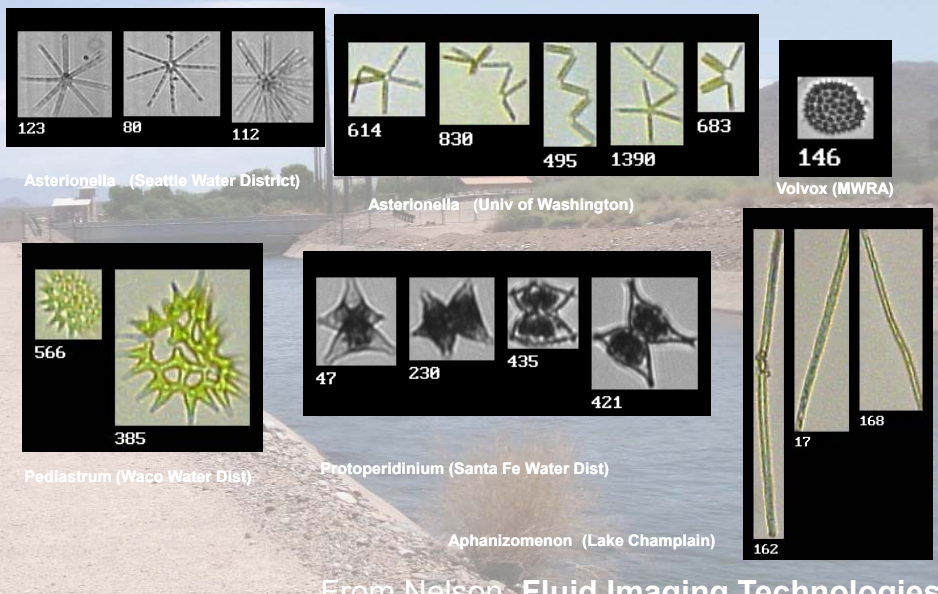 123
80
112
Asterionella (Seattle Water District)
614
830
495
1390
683
Asterionella (Univ of Washington)
146
Volvox (MWRA)
566
385
Pediastrum (Waco Water Dist)
47
230
435
421
Protoperidinium (Santa Fe Water Dist)
162
17
168
Aphanizomenon (Lake Champlain)
From Nelson, Fluid Imaging Technologies